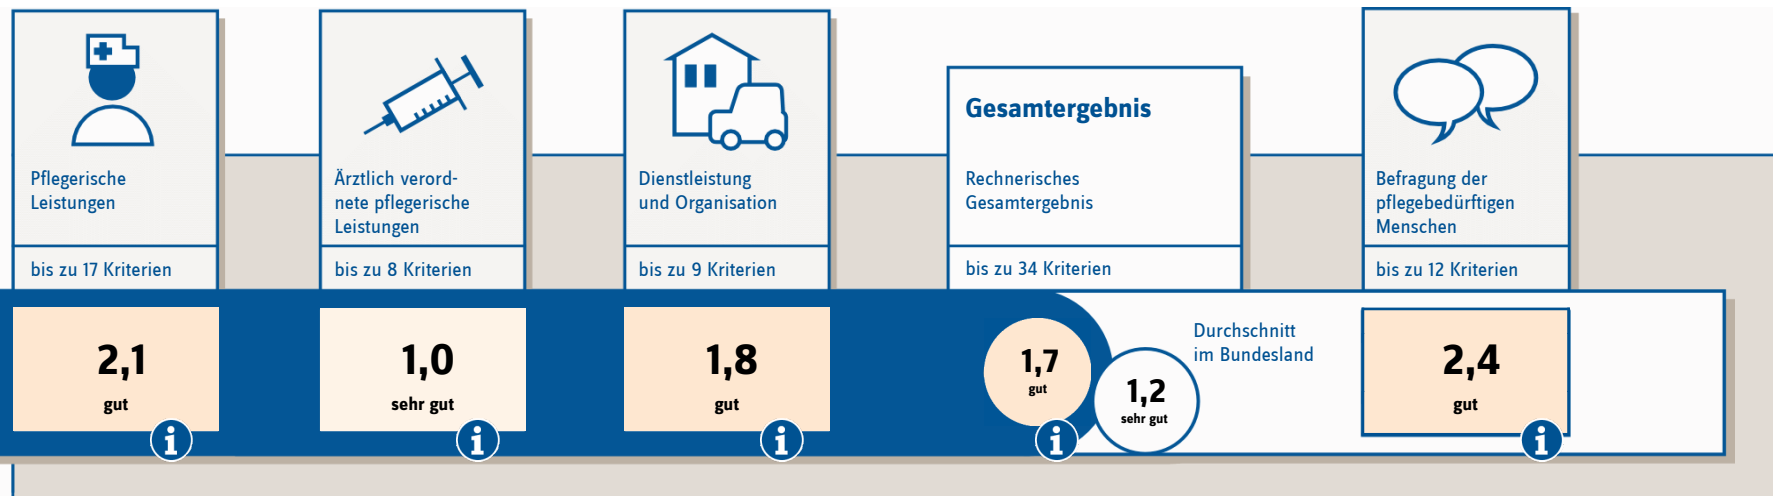 Pflegerische
Leistungen
bis zu 17 Kriterien
2,1
gut
i
Ärztlich verord-
nete pflegerische
Leistungen
bis zu 8 Kriterien
1,0
sehr gut
i
Dienstleistung
und Organisation
bis zu 9 Kriterien
1,8
gut
i
Gesamtergebnis
Rechnerisches
Gesamtergebnis
bis zu 34 Kriterien
1,7
gut
i
Durchschnitt
im Bundesland
1,2
sehr gut
Befragung der
pflegebedürftigen
Menschen
bis zu 12 Kriterien
2,4
gut
i